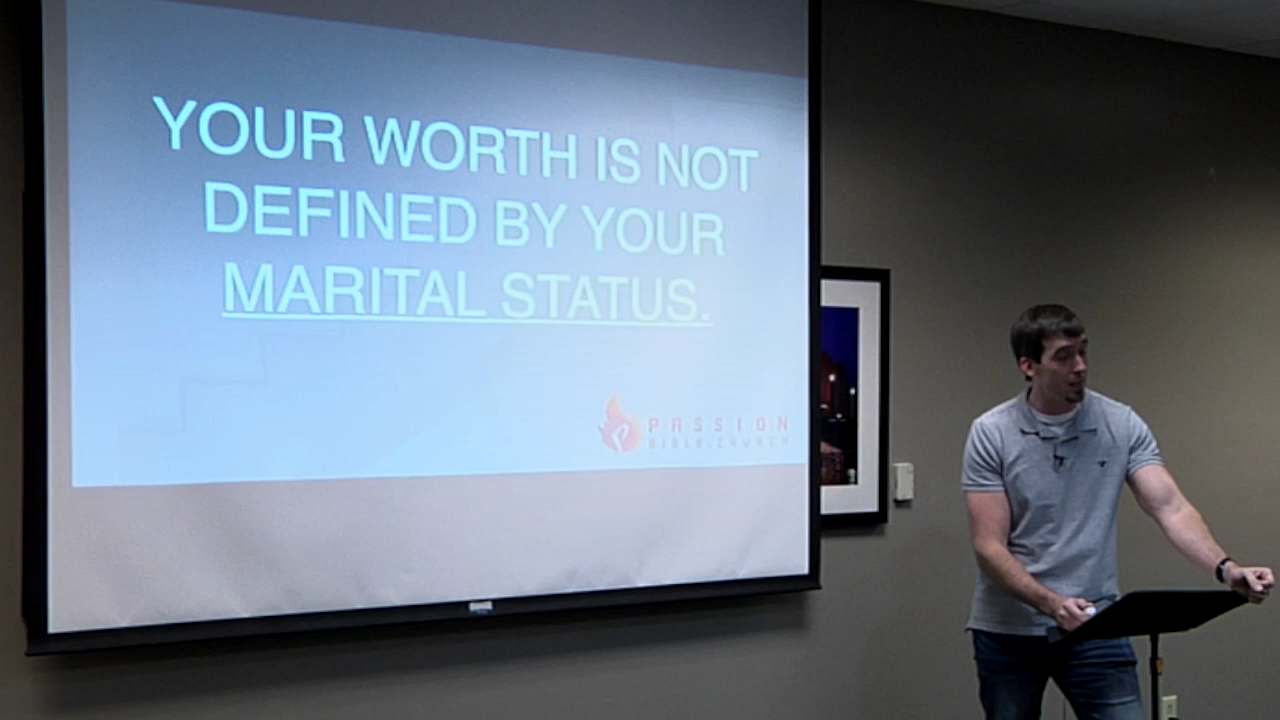 YOUR WORTH IS NOT
DEFINED BY YOUR
MARITAL STATUS.
PASSION
BIBLE CHURCH